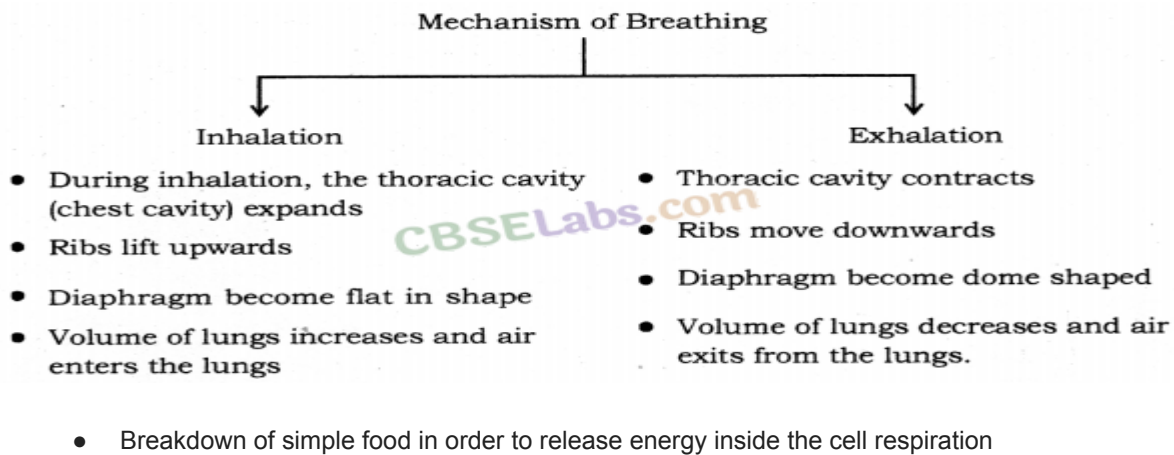 Mechanism of Breathing
Inhalation
• During inhalation, the thoracic cavity
(chest cavity) expands
• Ribs lift upwards
• Diaphragm become flat in shape
• Volume of lungs increases and air
enters the lungs
Exhalation
• Thoracic cavity contracts
• Ribs move downwards
• Diaphragm become dome shaped
• Volume of lungs decreases and air
exits from the lungs.
CBSELabs.com
● Breakdown of simple food in order to release energy inside the cell respiration